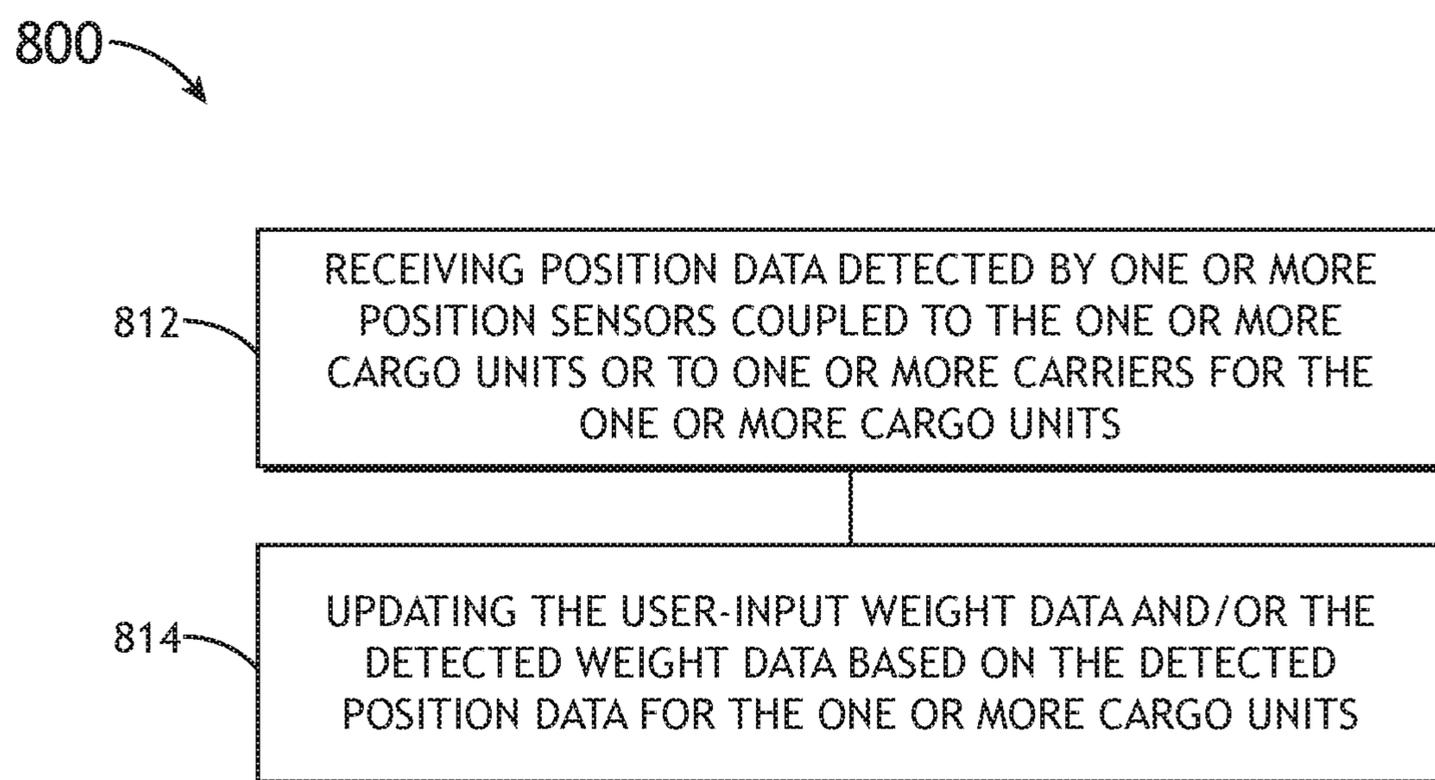 800
812
RECEIVING POSITION DATA DETECTED BY ONE OR MORE
POSITION SENSORS COUPLED TO THE ONE OR MORE
CARGO UNITS OR TO ONE OR MORE CARRIERS FOR THE
ONE OR MORE CARGO UNITS
814
UPDATING THE USER-INPUT WEIGHT DATA AND/OR THE
DETECTED WEIGHT DATA BASED ON THE DETECTED
POSITION DATA FOR THE ONE OR MORE CARGO UNITS